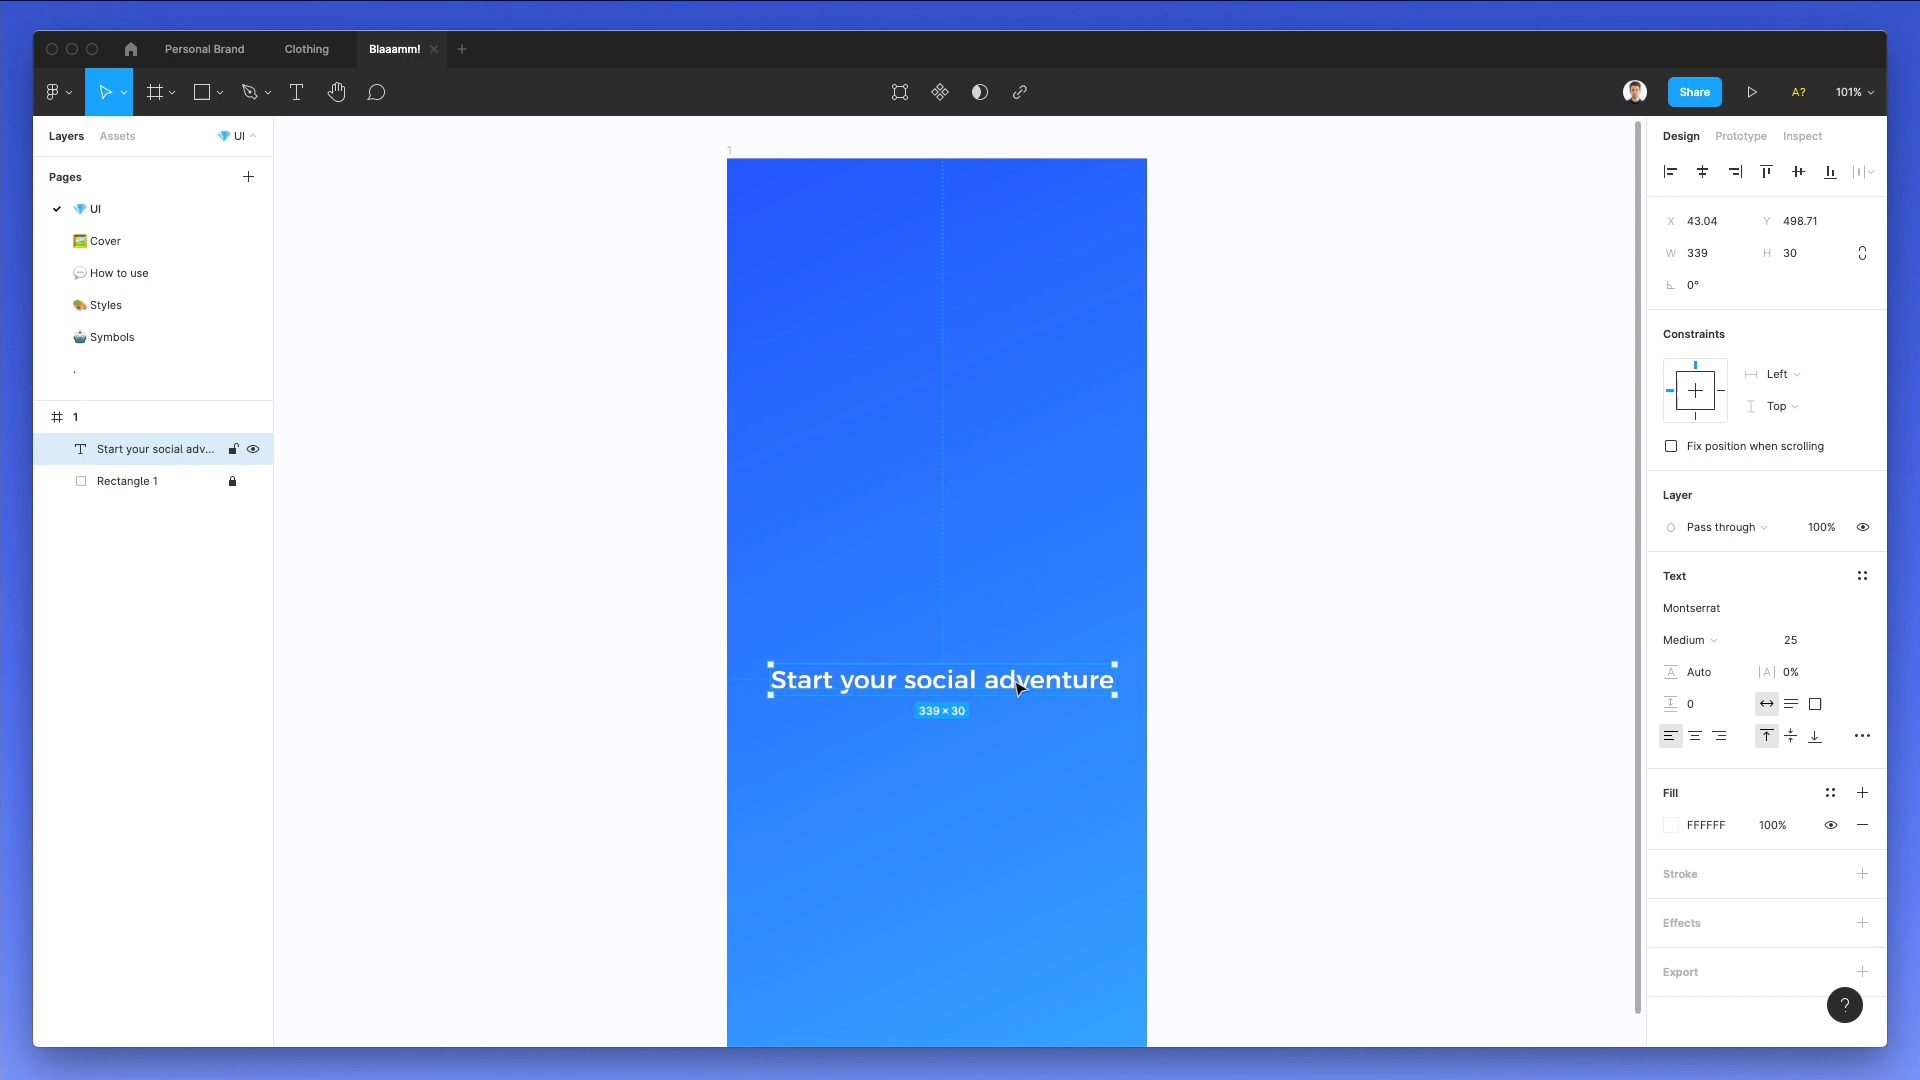 Personal Brand
Clothing
Blaaamm!
Share
A?
101%
Layers
Assets
UI
Pages
UI
Cover
How to use
Styles
Symbols
.
1
Start your social adv...
Rectangle 1
1
Start your social adventure
339 × 30
Design
Prototype
Inspect
X 43.04 Y 498.71
W 339 H 30
0°
Constraints
Left
Top
Fix position when scrolling
Layer
Pass through 100%
Text
Montserrat
Medium 25
A Auto |A| 0%
0
Fill
FFFFFF 100%
Stroke
Effects
Export
?